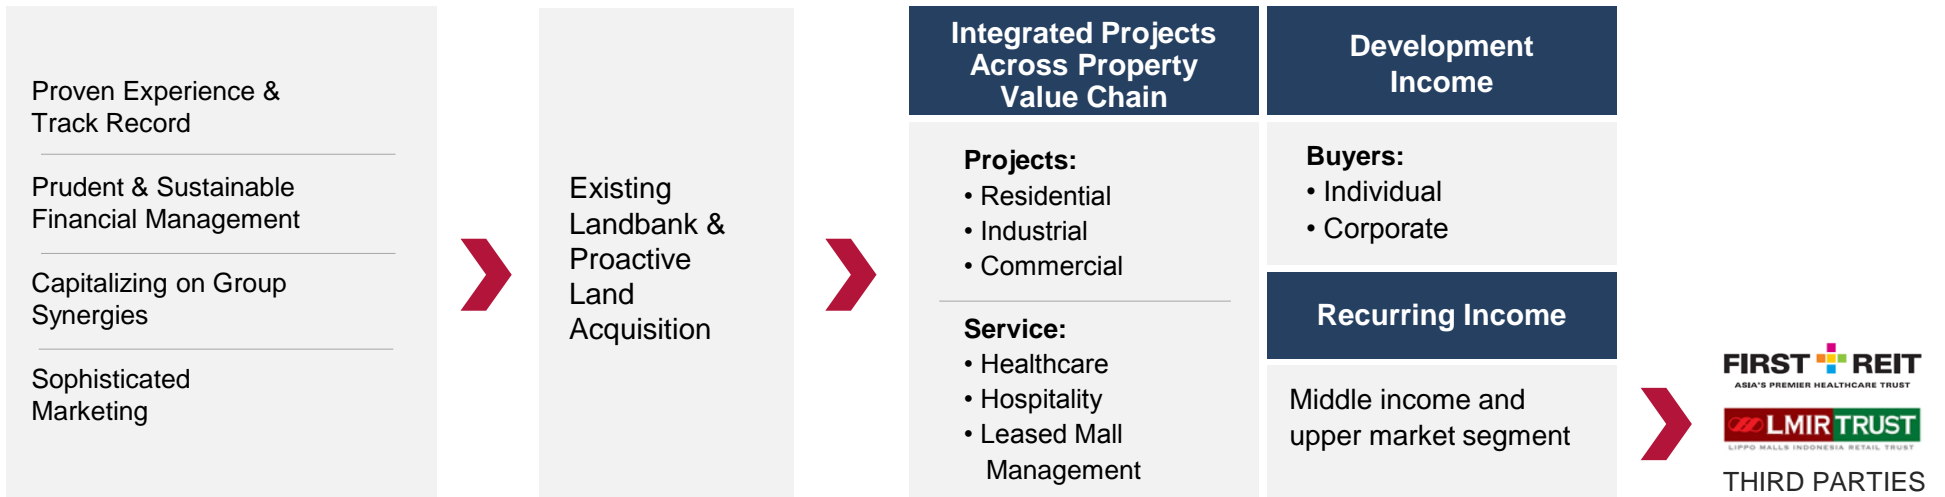 Proven Experience &
Track Record
Prudent & Sustainable
Financial Management
Capitalizing on Group
Synergies
Sophisticated
Marketing
Existing
Landbank &
Proactive
Land
Acquisition
Integrated Projects
Across Property
Value Chain
Projects:
• Residential
• Industrial
• Commercial
Service:
• Healthcare
• Hospitality
• Leased Mall
Management
Development
Income
Buyers:
• Individual
• Corporate
Recurring Income
Middle income and
upper market segment
FIRST REIT
ASIA'S PREMIER HEALTHCARE TRUST
LMIR TRUST
LIPPO MALLS INDONESIA RETAIL TRUST
THIRD PARTIES